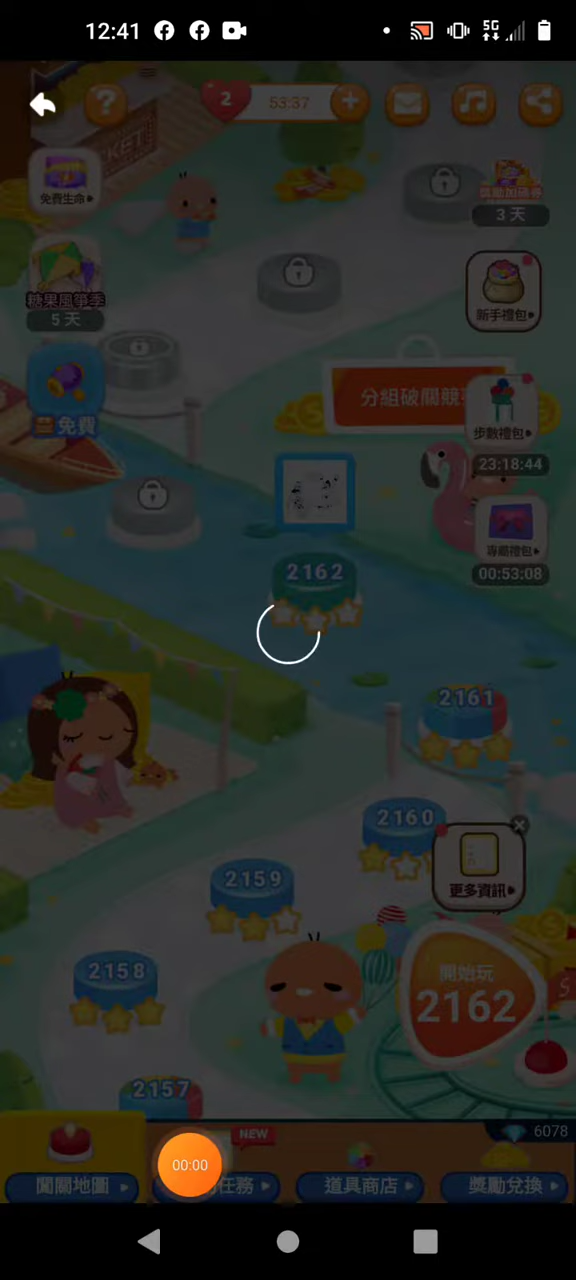 12:41
5G
2
53:37
KET
免費生命
3 天
糖果風箏季
5 天
新手禮包
免費
分組破關競
步數禮包
23:18:44
專屬禮包
00:53:08
2162
2161
2160
更多資訊
2159
2158
開始玩
2162
2157
NEW
6078
00:00
闖關地圖
任務
道具商店
獎勵兌換